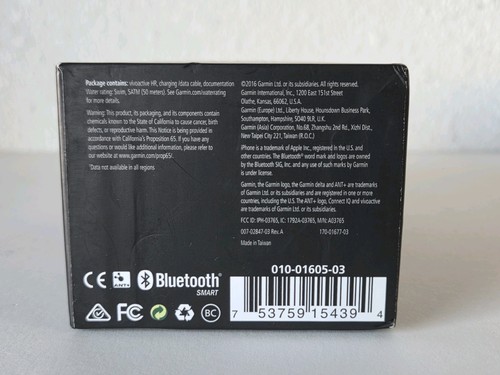 Package contains: vivoactive HR, charging /data cable, documentation
Water rating: Swim, 5ATM (50 meters). See Garmin.com/waterrating
for more details.
Warning: This product, its packaging, and its components contain
chemicals known to the State of California to cause cancer, birth
defects, or reproductive harm. This Notice is being provided in
accordance with California's Proposition 65. If you have any
questions or would like additional information, please refer to
our website at www.garmin.com/prop65/.
*Data not available in all regions.
©2016 Garmin Ltd. or its subsidiaries. All rights reserved.
Garmin International, Inc., 1200 East 151st Street
Olathe, Kansas, 66062, U.S.A.
Garmin (Europe) Ltd., Liberty House, Hounsdown Business Park,
Southampton, Hampshire, SO40 9LR, U.K.
Garmin (Asia) Corporation, No.68, Zhangshu 2nd Rd., Xizhi Dist.,
New Taipei City 221, Taiwan (R.O.C.)
iPhone is a trademark of Apple Inc., registered in the U.S. and
other countries. The Bluetooth® word mark and logos are owned
by the Bluetooth SIG, Inc. and any use of such marks by Garmin
is under license.
Garmin, the Garmin logo, the Garmin delta and ANT+ are trademarks
of Garmin Ltd. or its subsidiaries and are registered in one or more
countries, including the U.S. The ANT+ logo, Connect IQ and vivoactive
are trademarks of Garmin Ltd. or its subsidiaries.
FCC ID: IPH-03765, IC: 1792A-03765, M/N: A03765
007-02B47-03 Rev. A 170-01677-03
Made in Taiwan
CE ANT+ Bluetooth®
SMART
FC BC
010-01605-03
7 53759 15439 4